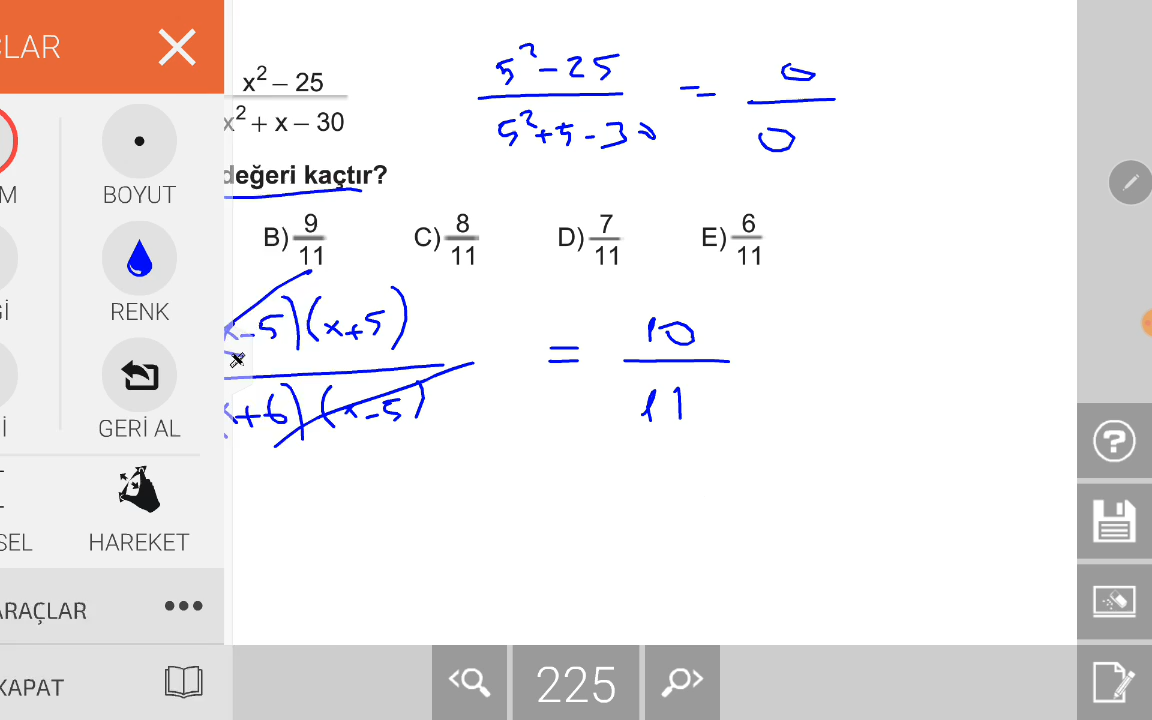 ÇLAR
M
BOYUT
Ğİ
RENK
İ
GERİ AL
SEL
HAREKET
ARAÇLAR
KAPAT
x² – 25
x² + x – 30
değeri kaçtır?
B) 9/11 C) 8/11 D) 7/11 E) 6/11
5² – 25 / 5² + 5 – 30 = 0 / 0
x – 5)(x + 5) / x + 6)(x – 5) = 10 / 11
225